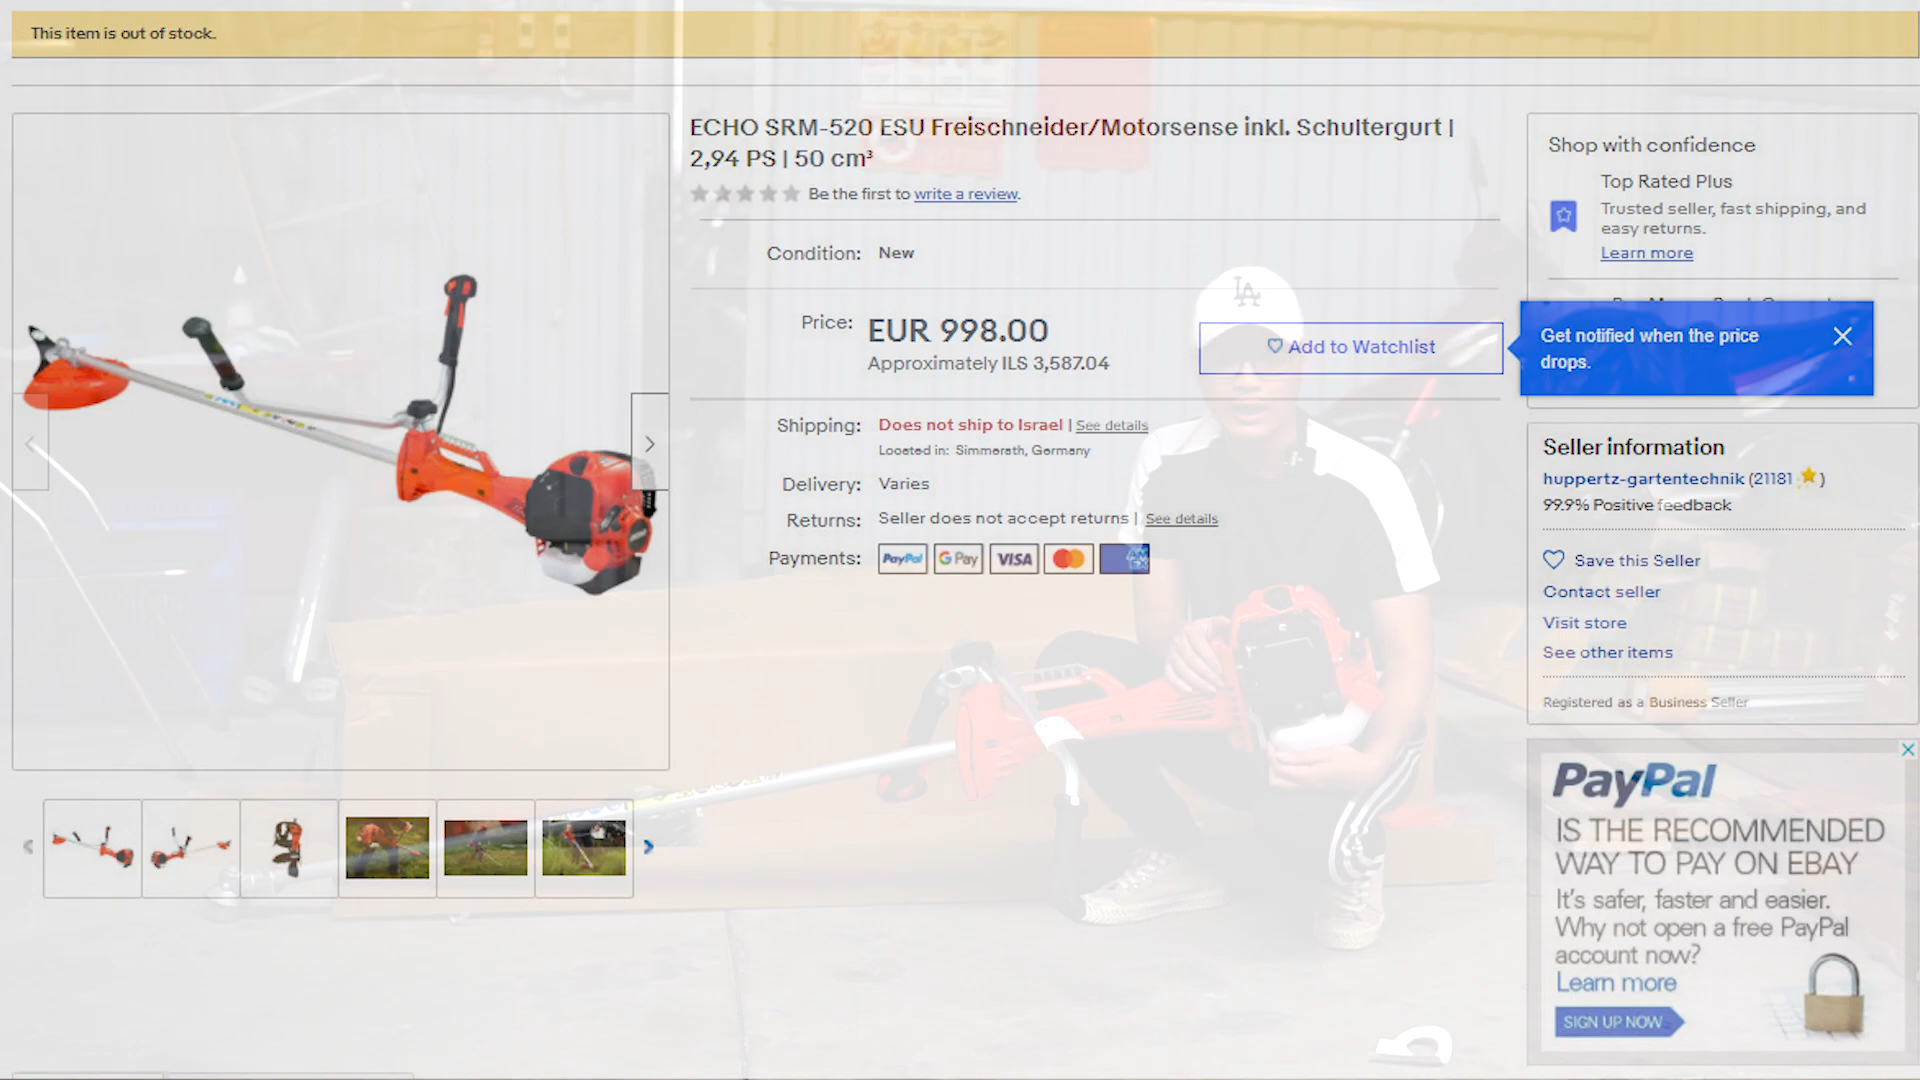 This item is out of stock.
ECHO SRM-520 ESU Freischneider/Motorsense inkl. Schultergurt |
2,94 PS | 50 cm³
Be the first to write a review.
Condition: New
Price: EUR 998.00
Approximately ILS 3,587.04
Add to Watchlist
Shipping: Does not ship to Israel | See details
Located in: Simmerath, Germany
Delivery: Varies
Returns: Seller does not accept returns | See details
Payments: PayPal G Pay VISA AM EX
LA
Shop with confidence
Top Rated Plus
Trusted seller, fast shipping, and
easy returns.
Learn more
Get notified when the price
drops.
Seller information
huppertz-gartentechnik (21181)
99.9% Positive feedback
Save this Seller
Contact seller
Visit store
See other items
Registered as a Business Seller
PayPal
IS THE RECOMMENDED
WAY TO PAY ON EBAY
It's safer, faster and easier.
Why not open a free PayPal
account now?
Learn more
SIGN UP NOW